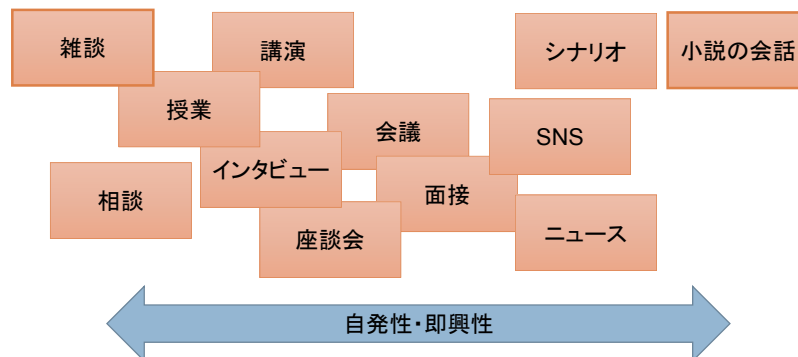 雑談
講演
シナリオ
小説の会話
授業
会議
SNS
インタビュー
相談
面接
座談会
ニュース
自発性・即興性